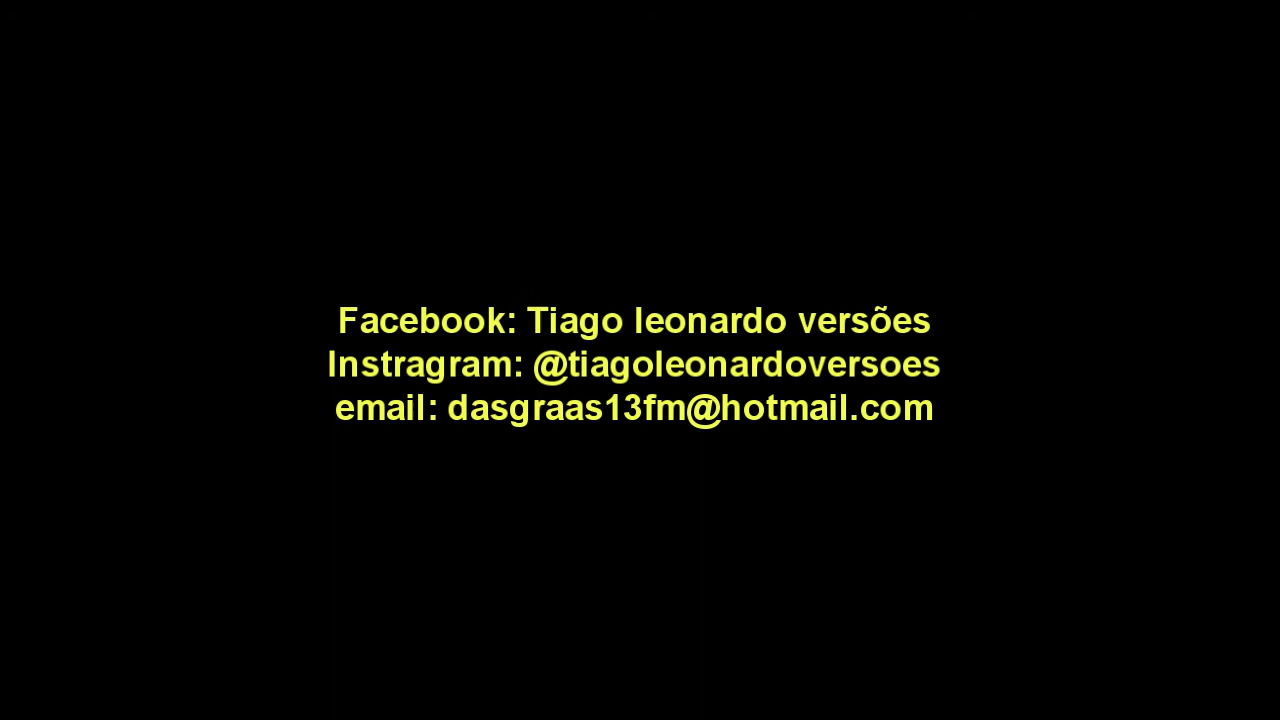 Facebook: Tiago leonardo versões
Instragram: @tiagoleonardoversoes
email: dasgraas13fm@hotmail.com